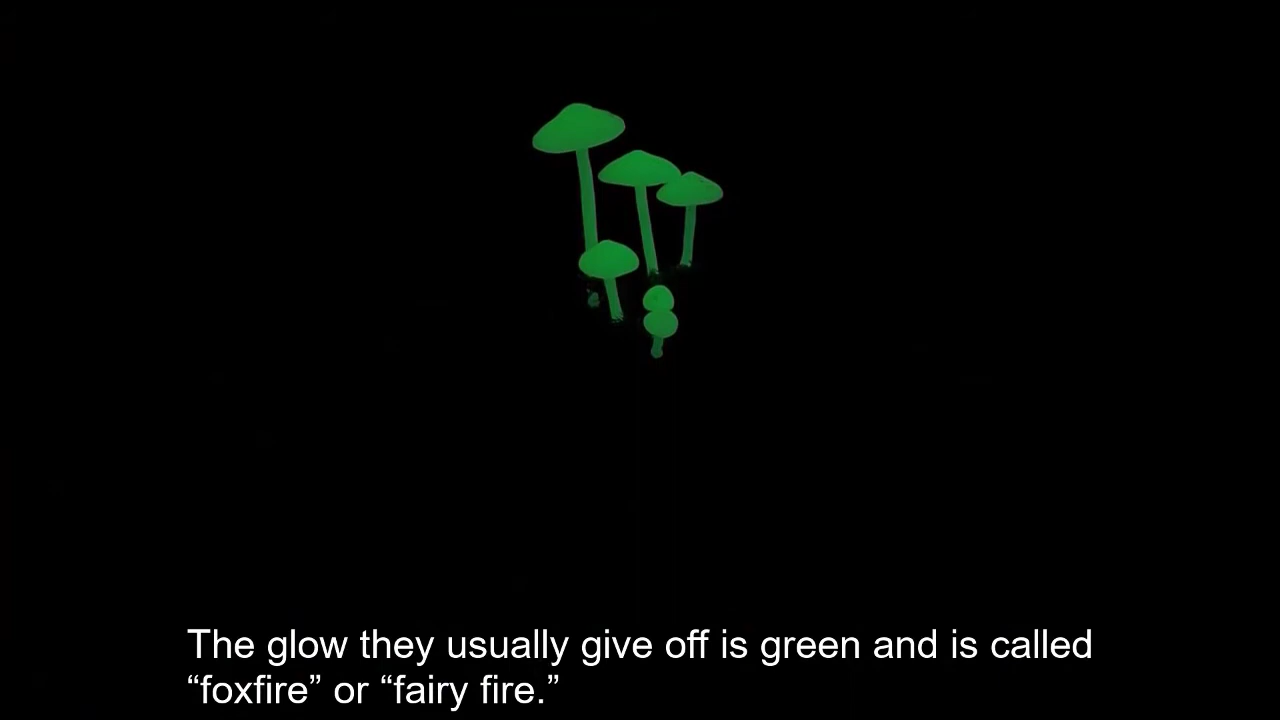 The glow they usually give off is green and is called
“foxfire” or “fairy fire.”